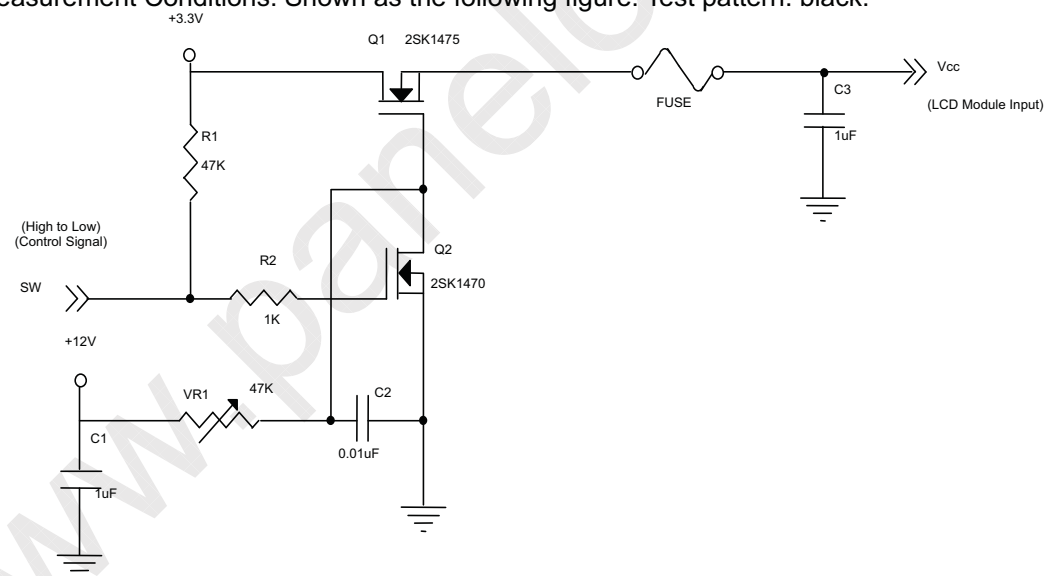 easurement Conditions: Shown as the following figure. Test pattern: black.
+3.3V
Q1 2SK1475
Vcc
FUSE
C3
(LCD Module Input)
R1
1uF
47K
(High to Low)
(Control Signal)
Q2
R2
2SK1470
SW
1K
+12V
VR1
47K
C2
C1
0.01uF
1uF
www.panelo